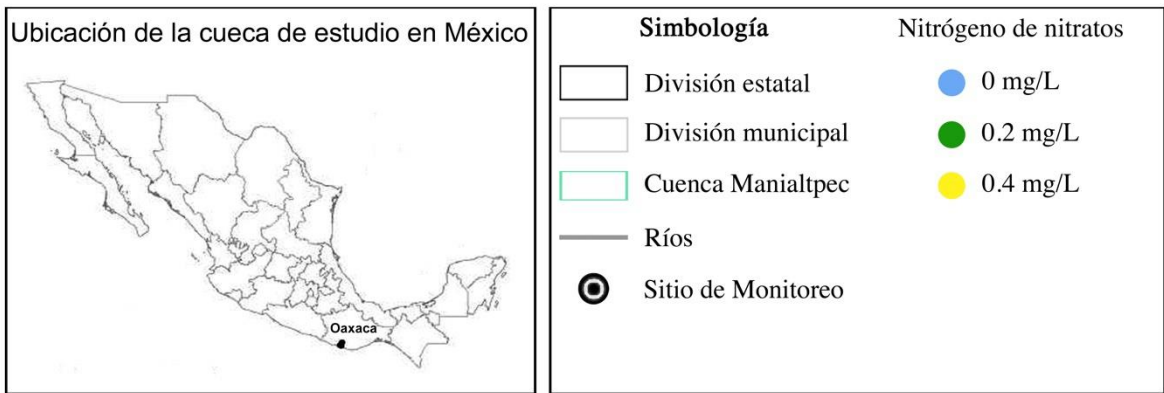 Ubicación de la cueca de estudio en México
Oaxaca
Simbología
División estatal
División municipal
Cuenca Manialtpec
Ríos
Sitio de Monitoreo
Nitrógeno de nitratos
0 mg/L
0.2 mg/L
0.4 mg/L